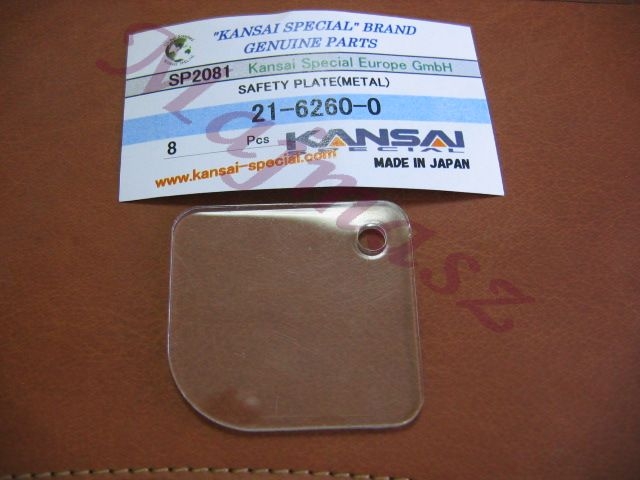 "KANSAI SPECIAL" BRAND
GENUINE PARTS
SP2081 Kansai Special Europe GmbH
SAFETY PLATE(METAL)
21-6260-0
8 Pcs KANSAI
SPECIAL
www.kansai-special.com MADE IN JAPAN
Majmasz